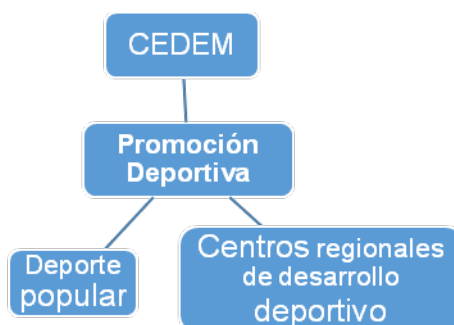 CEDEM
Promoción
Deportiva
Deporte
popular
Centros regionales
de desarrollo
deportivo